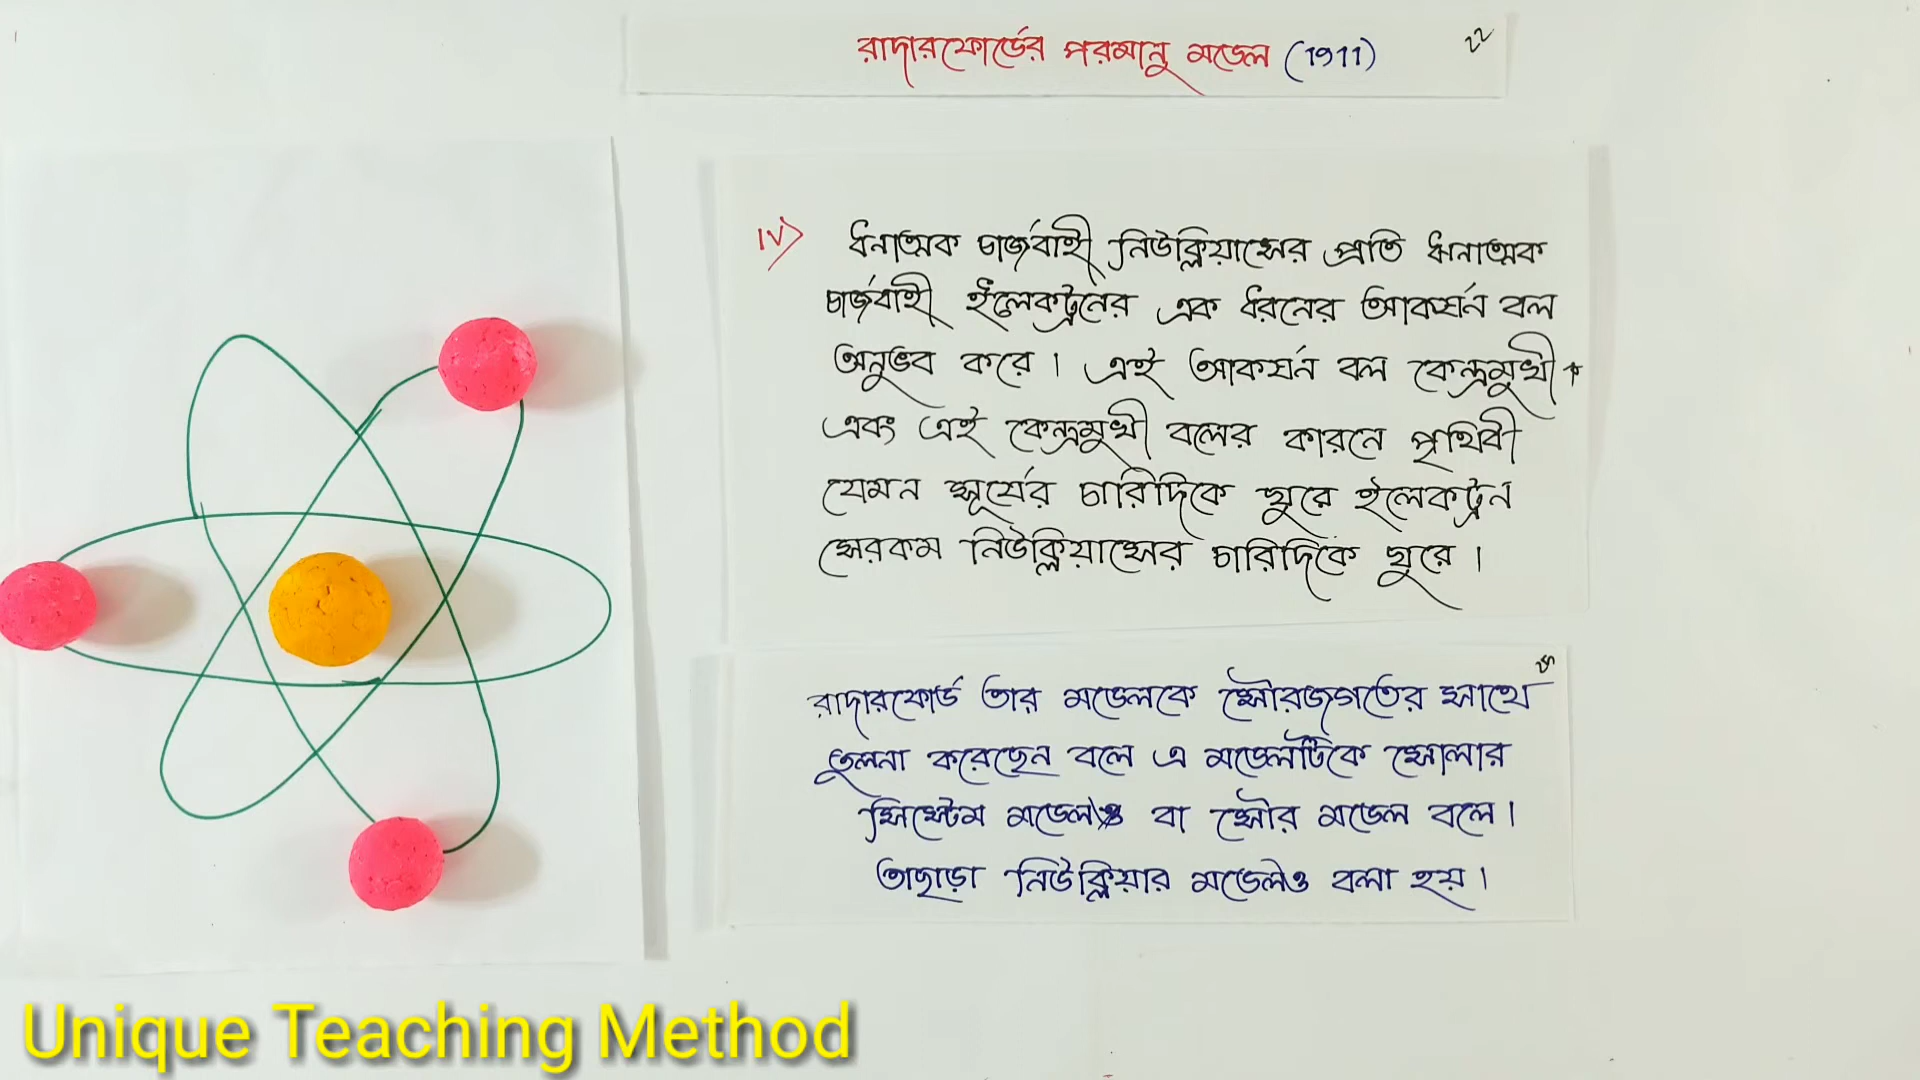 রাদারফোর্ডের পরমানু মডেল (1911)
22
iv) ধনাত্মক চার্জবাহী নিউক্লিয়াসের প্রতি ঋনাত্মক
চার্জবাহী ইলেকট্রনের এক ধরনের আকর্ষন বল
অনুভব করে। এই আকর্ষন বল কেন্দ্রমুখী
এবং এই কেন্দ্রমুখী বলের কারনে পৃথিবী
যেমন সূর্যের চারিদিকে ঘুরে ইলেকট্রন
সেরকম নিউক্লিয়াসের চারিদিকে ঘুরে।
রাদারফোর্ড তার মডেলকে সৌরজগতের সাথে
তুলনা করেছেন বলে এ মডেলটিকে সোলার
সিস্টেম মডেল বা সৌর মডেল বলে।
তাছাড়া নিউক্লিয়ার মডেলও বলা হয়।
Unique Teaching Method